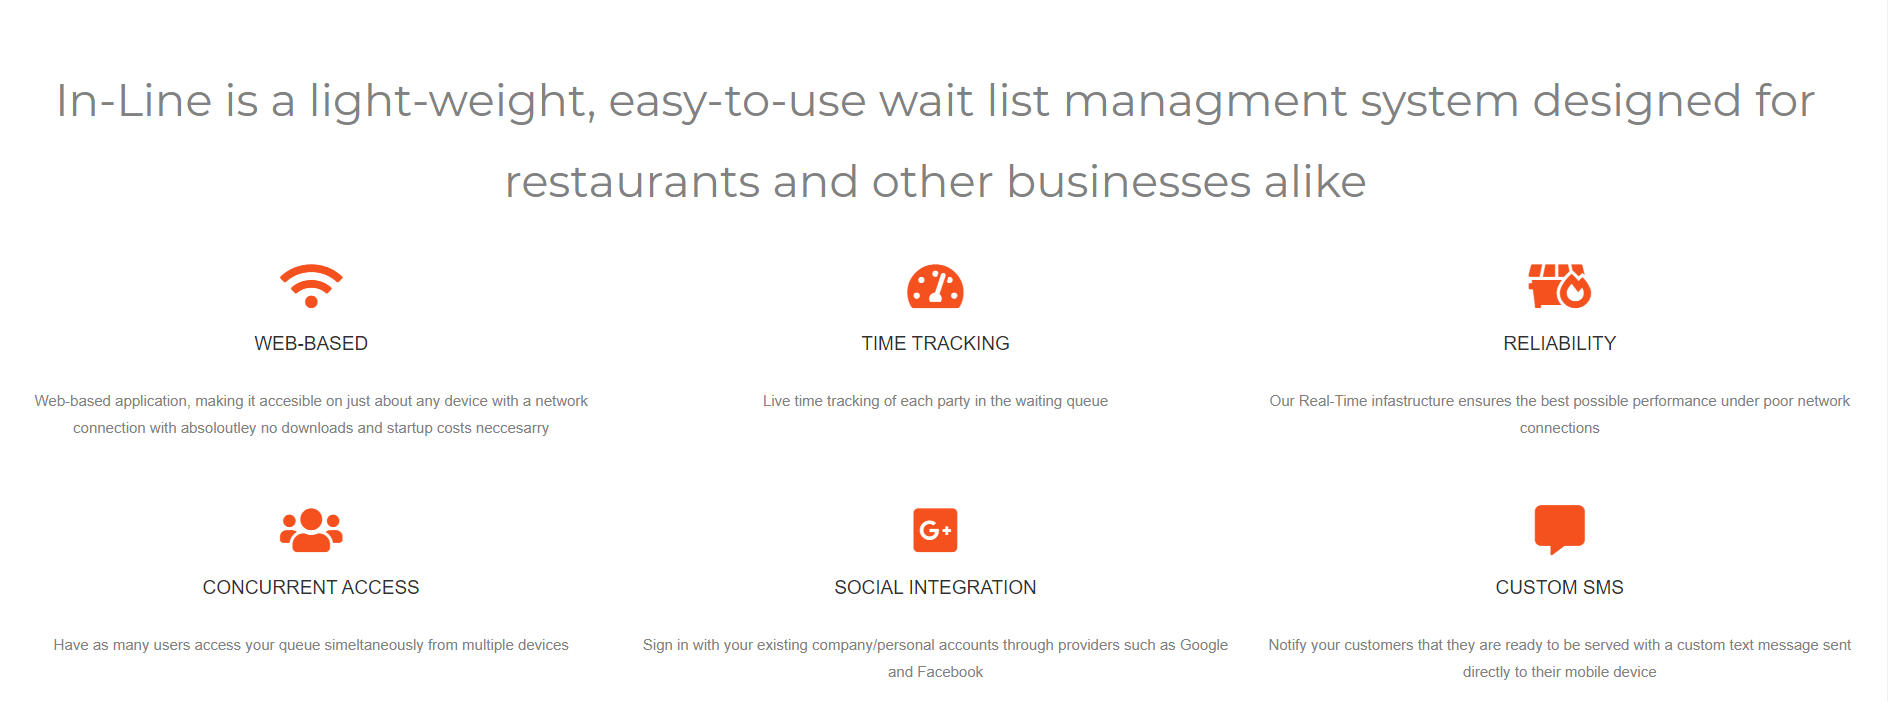 In-Line is a light-weight, easy-to-use wait list managment system designed for
restaurants and other businesses alike
WEB-BASED
Web-based application, making it accesible on just about any device with a network
connection with absoloutley no downloads and startup costs neccesarry
TIME TRACKING
Live time tracking of each party in the waiting queue
RELIABILITY
Our Real-Time infastructure ensures the best possible performance under poor network
connections
CONCURRENT ACCESS
Have as many users access your queue simeltaneously from multiple devices
G+
SOCIAL INTEGRATION
Sign in with your existing company/personal accounts through providers such as Google
and Facebook
CUSTOM SMS
Notify your customers that they are ready to be served with a custom text message sent
directly to their mobile device